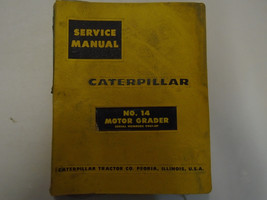 SERVICE
MANUAL
CATERPILLAR
NO. 14
MOTOR GRADER
CATERPILLAR TRACTOR CO. PEORIA, ILLINOIS, U.S.A.